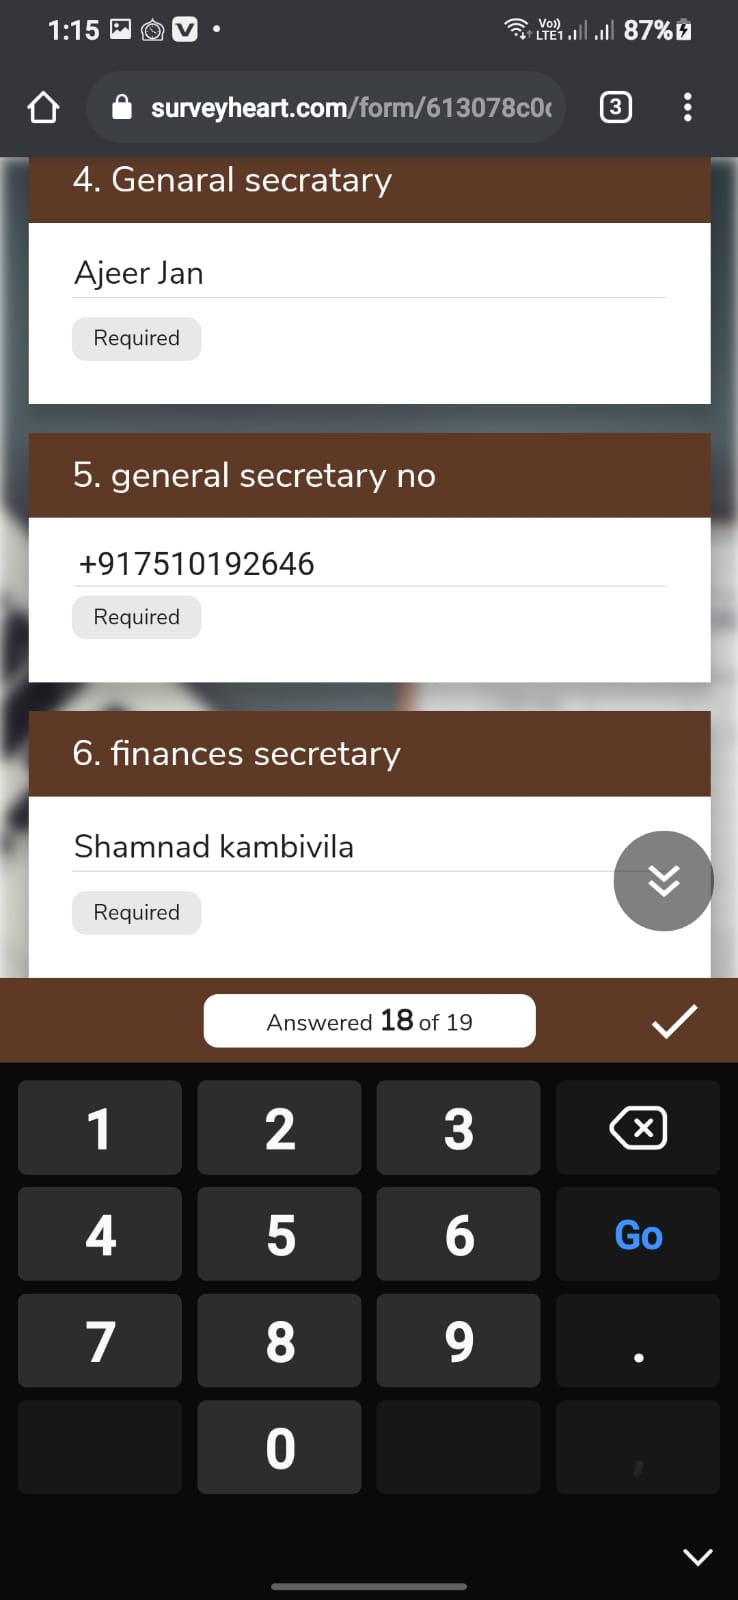 1:15
Vo))
LTE1
87%
surveyheart.com/form/613078c0
3
4. Genaral secratary
Ajeer Jan
Required
5. general secretary no
+917510192646
Required
6. finances secretary
Shamnad kambivila
Required
Answered 18 of 19
1 2 3
4 5 6 Go
7 8 9 .
0 ,